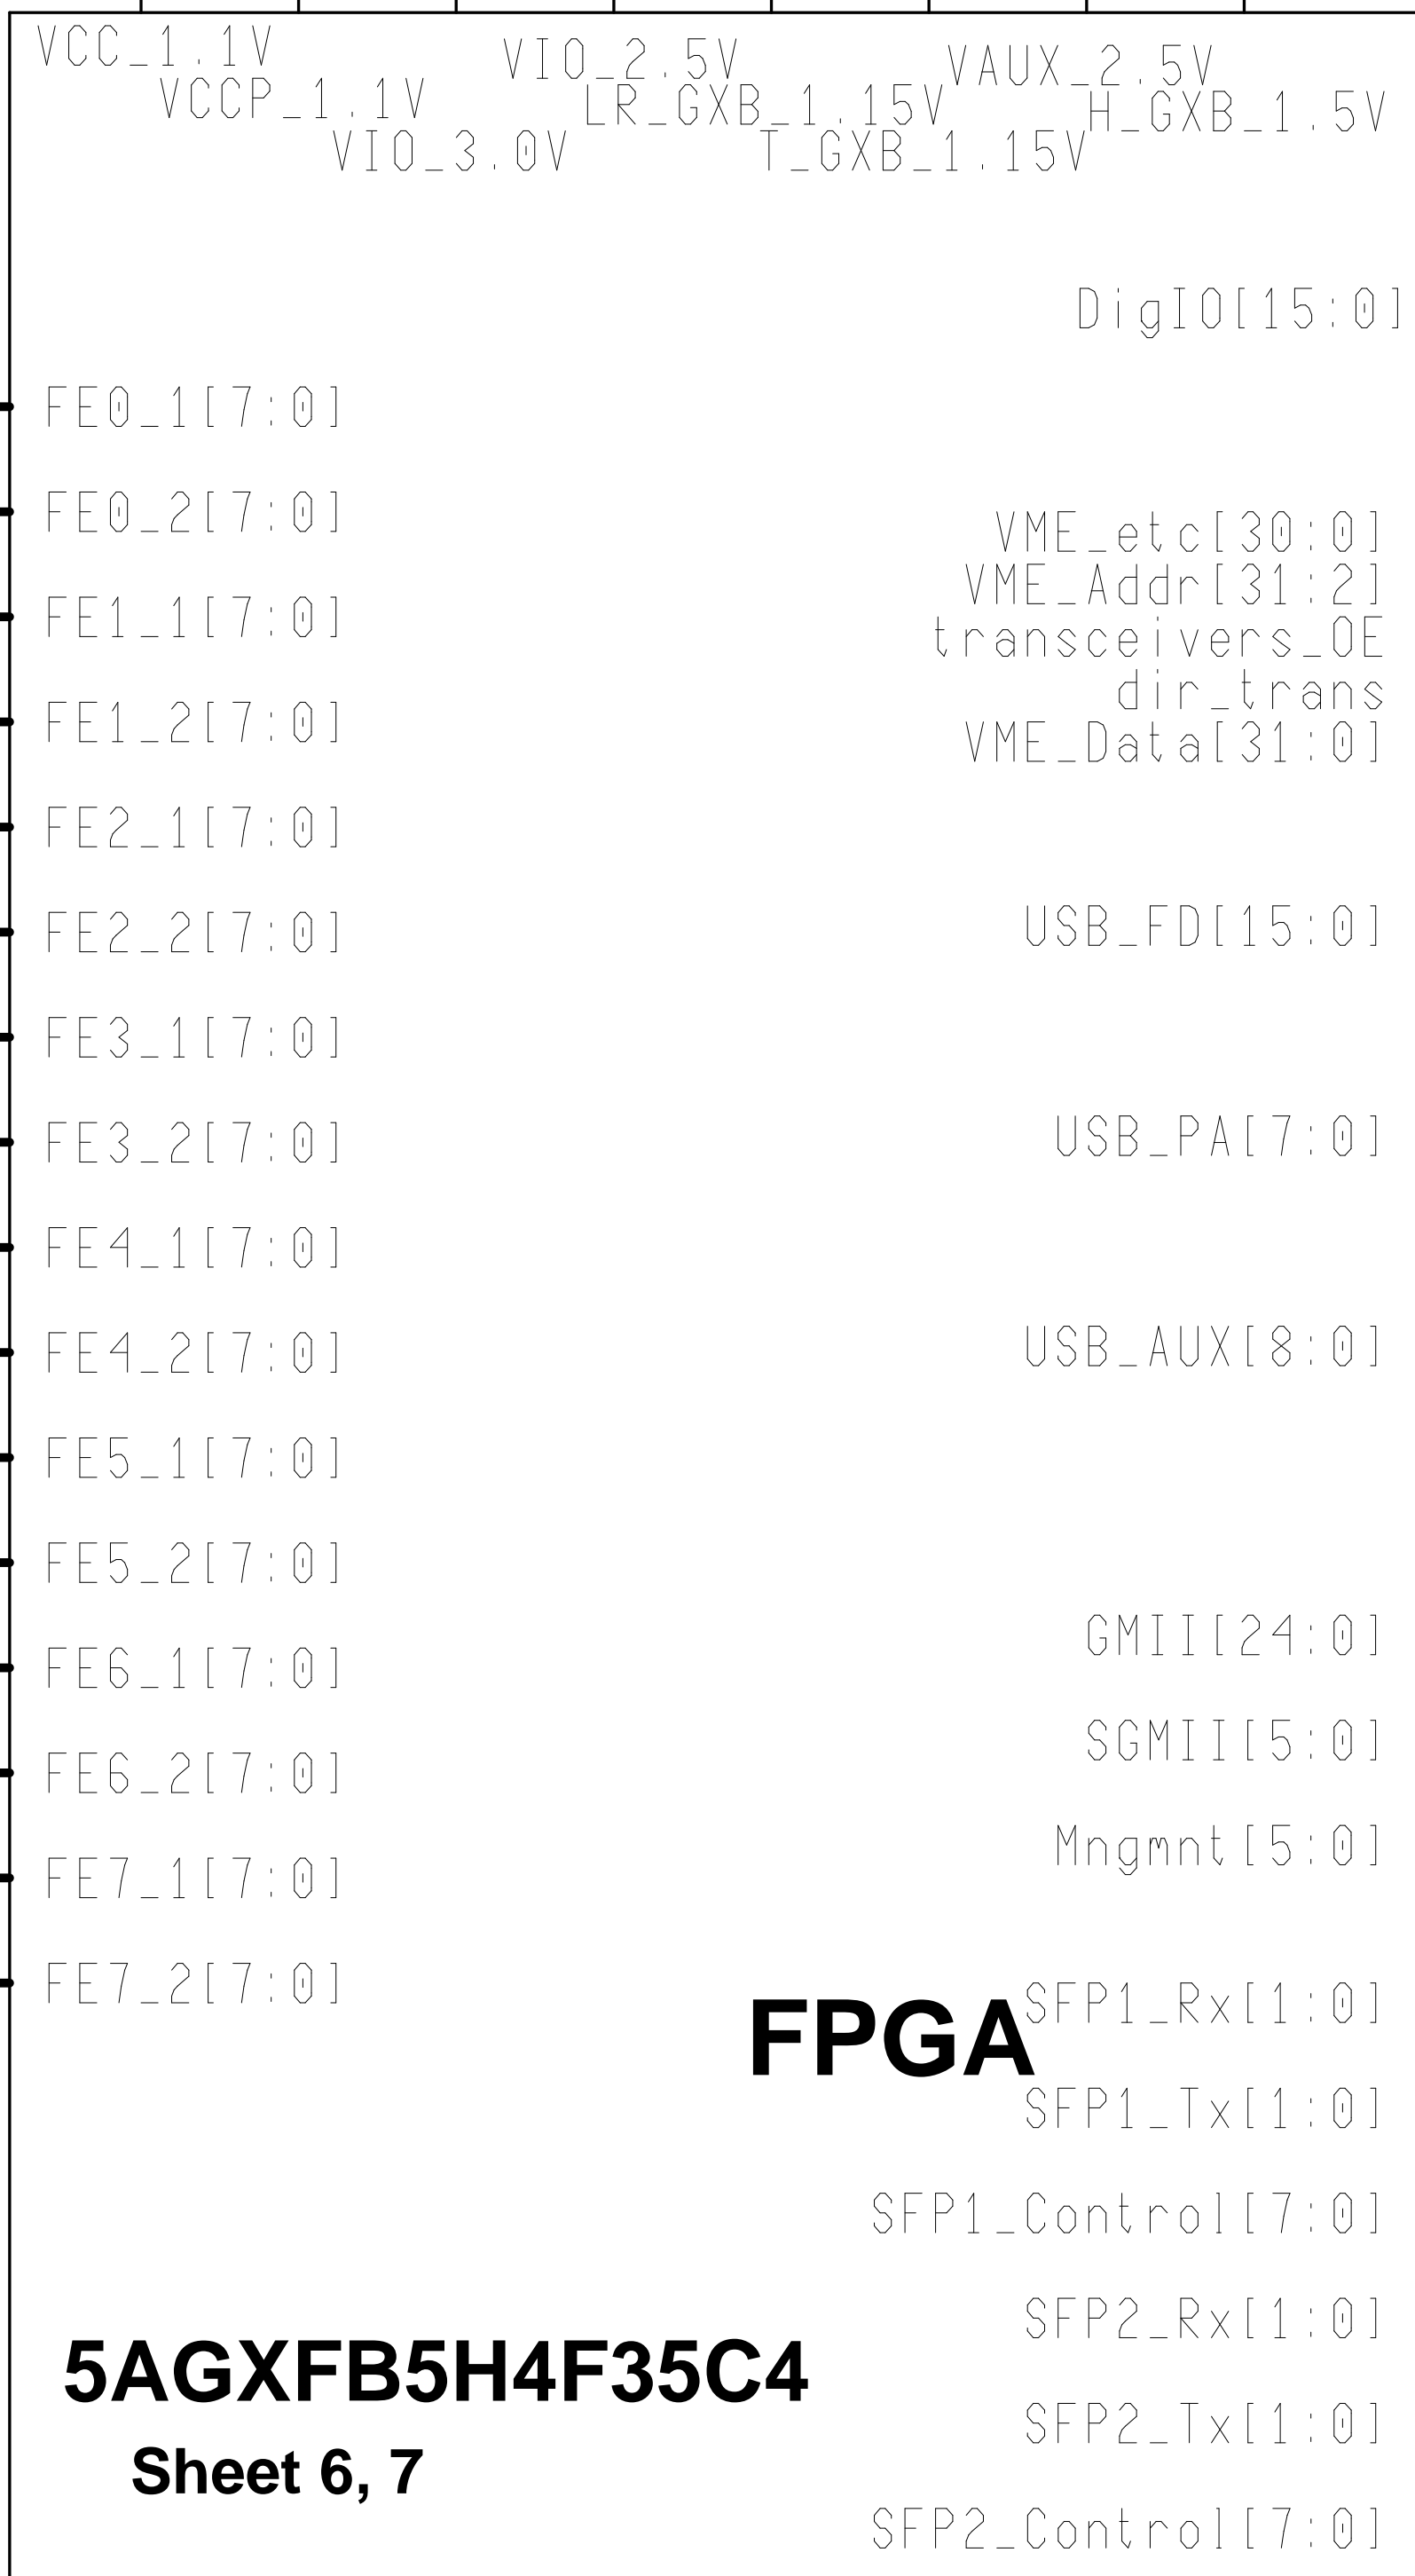 VCC_1.1V
VIO_2.5V
VAUX_2.5V
VCCP_1.1V
LR_GXB_1.15V
H_GXB_1.5V
VIO_3.0V
T_GXB_1.15V
DigIO[15:0]
FE0_1[7:0]
FE0_2[7:0]
VME_etc[30:0]
VME_Addr[31:2]
FE1_1[7:0]
transceivers_OE
dir_trans
FE1_2[7:0]
VME_Data[31:0]
FE2_1[7:0]
FE2_2[7:0]
USB_FD[15:0]
FE3_1[7:0]
FE3_2[7:0]
USB_PA[7:0]
FE4_1[7:0]
FE4_2[7:0]
USB_AUX[8:0]
FE5_1[7:0]
FE5_2[7:0]
GMII[24:0]
FE6_1[7:0]
SGMII[5:0]
FE6_2[7:0]
Mngmnt[5:0]
FE7_1[7:0]
FE7_2[7:0]
SFP1_Rx[1:0]
FPGA
SFP1_Tx[1:0]
SFP1_Control[7:0]
SFP2_Rx[1:0]
5AGXFB5H4F35C4
SFP2_Tx[1:0]
Sheet 6, 7
SFP2_Control[7:0]